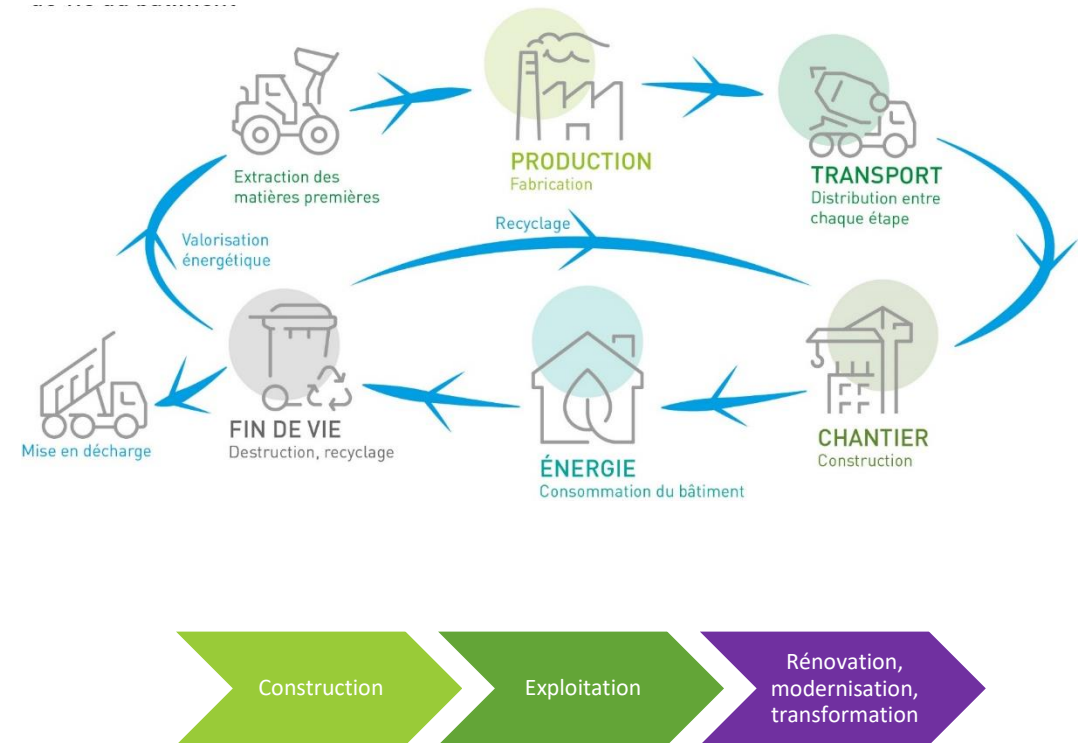 PRODUCTION
Fabrication
Extraction des
matières premières
TRANSPORT
Distribution entre
chaque étape
Recyclage
Valorisation
énergétique
Mise en décharge
FIN DE VIE
Destruction, recyclage
ÉNERGIE
Consommation du bâtiment
CHANTIER
Construction
Construction
Exploitation
Rénovation,
modernisation,
transformation